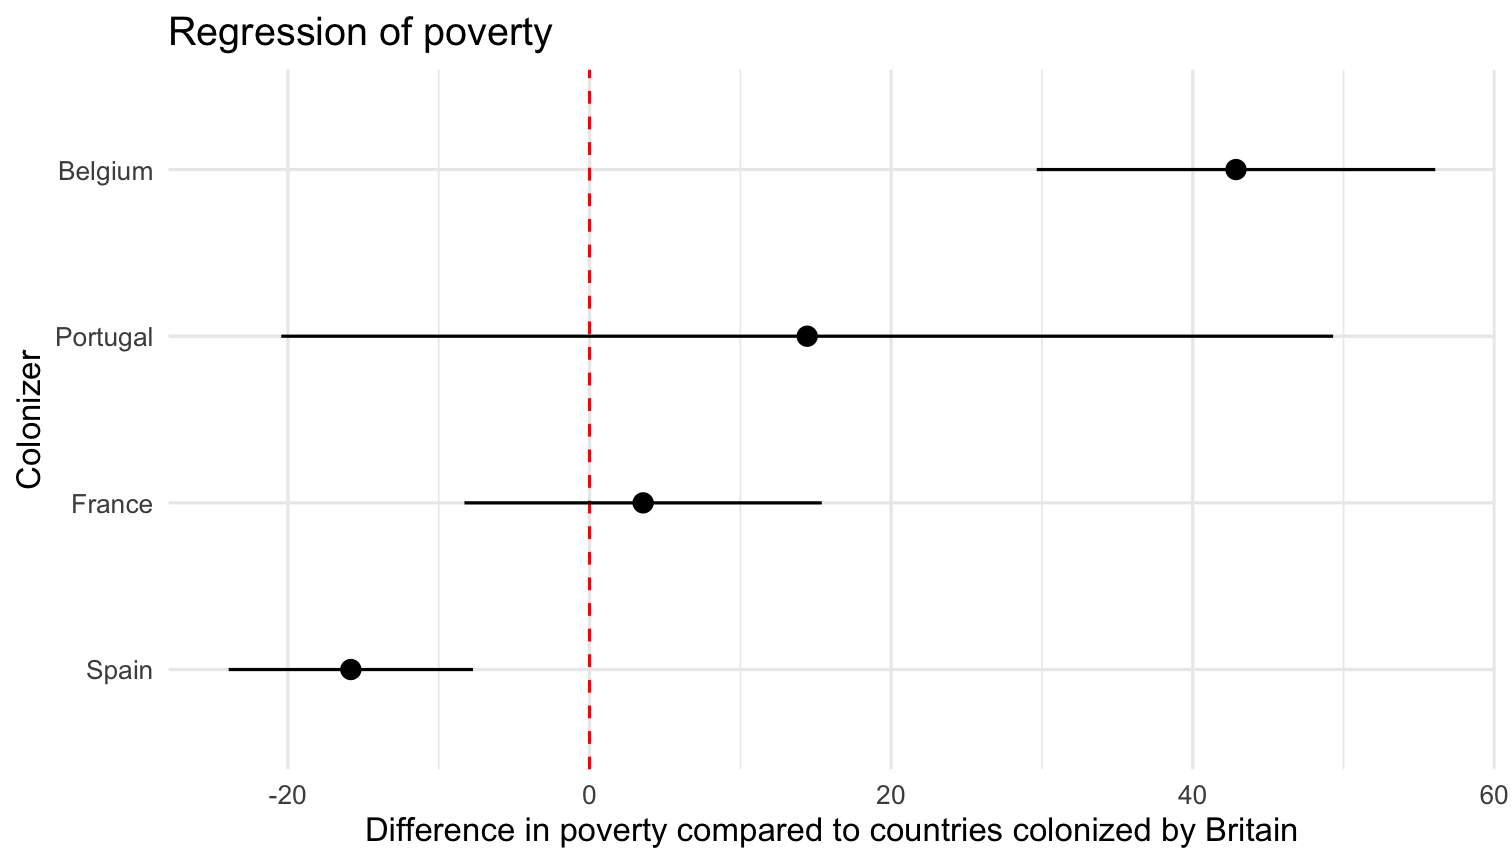 Regression of poverty
Colonizer
Belgium
Portugal
France
Spain
-20 0 20 40 60
Difference in poverty compared to countries colonized by Britain